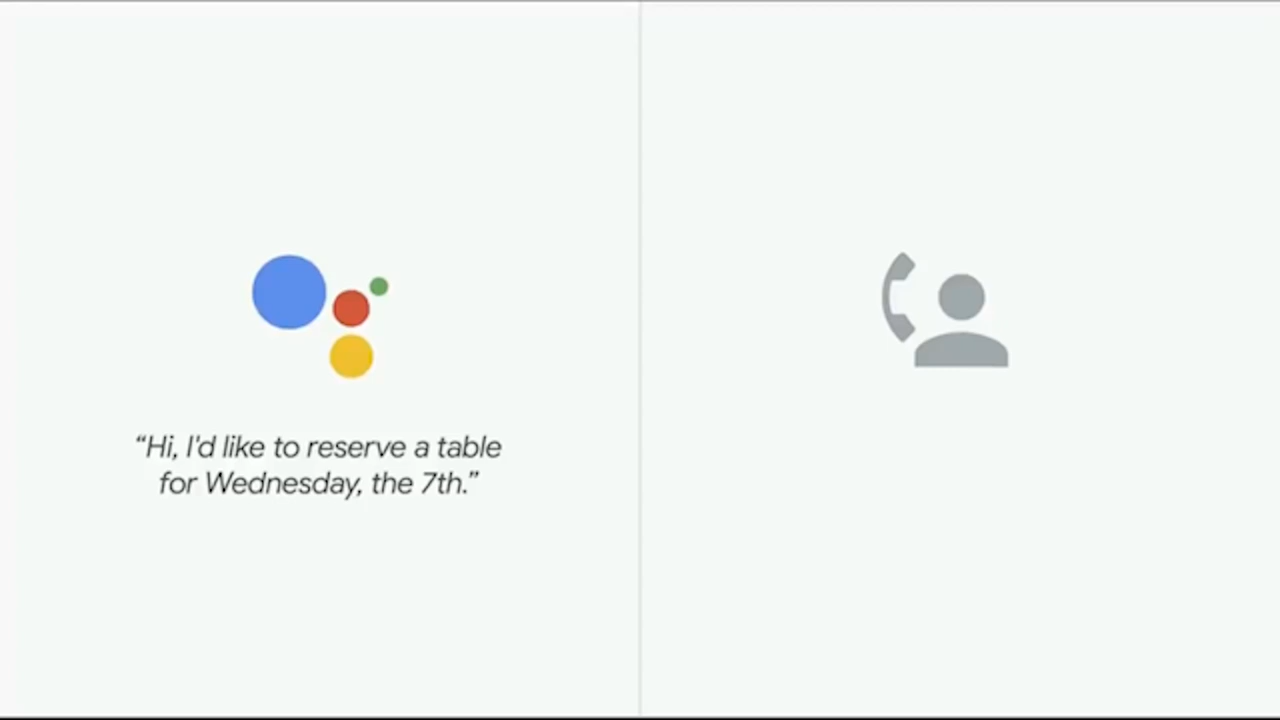 “Hi, I'd like to reserve a table
for Wednesday, the 7th.”